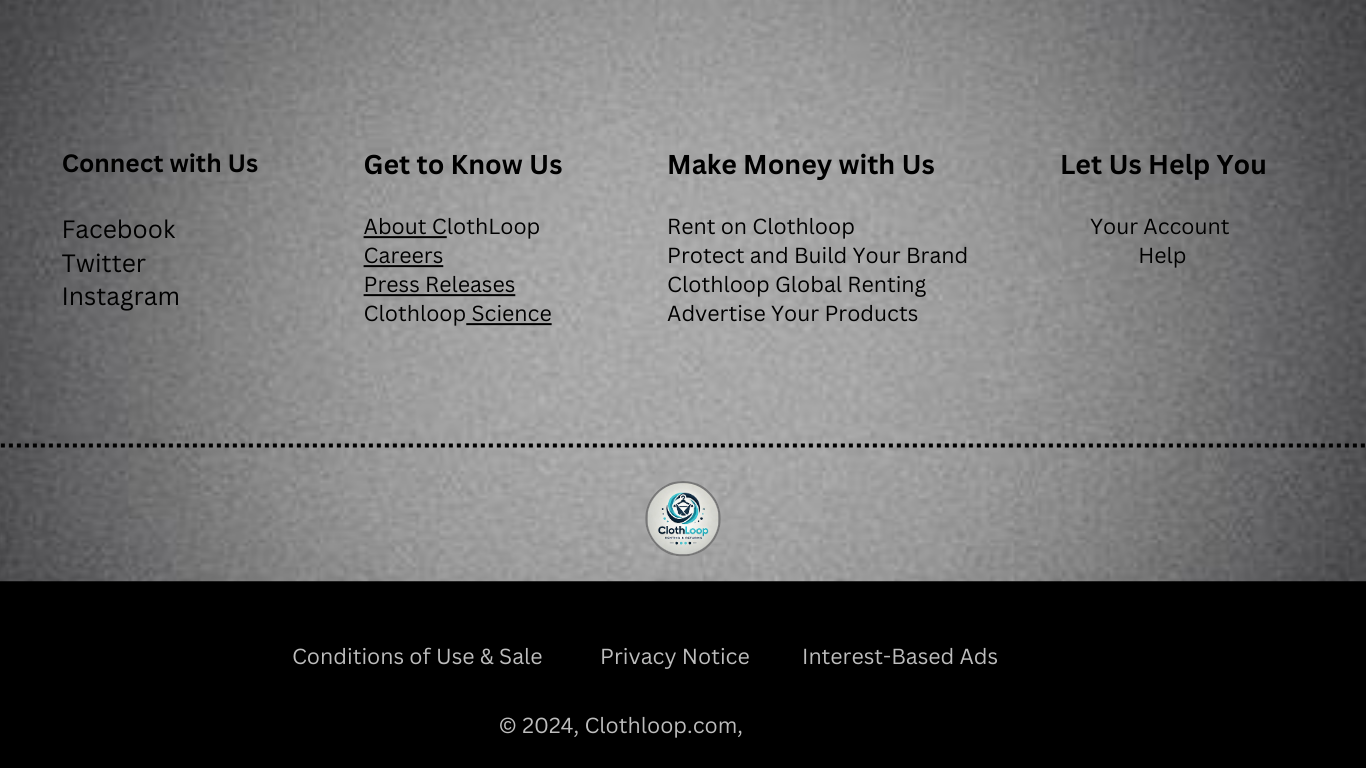 Connect with Us
Facebook
Twitter
Instagram
Get to Know Us
About ClothLoop
Careers
Press Releases
Clothloop Science
Make Money with Us
Rent on Clothloop
Protect and Build Your Brand
Clothloop Global Renting
Advertise Your Products
Let Us Help You
Your Account
Help
ClothLoop
Conditions of Use & Sale
Privacy Notice
Interest-Based Ads
© 2024, Clothloop.com,